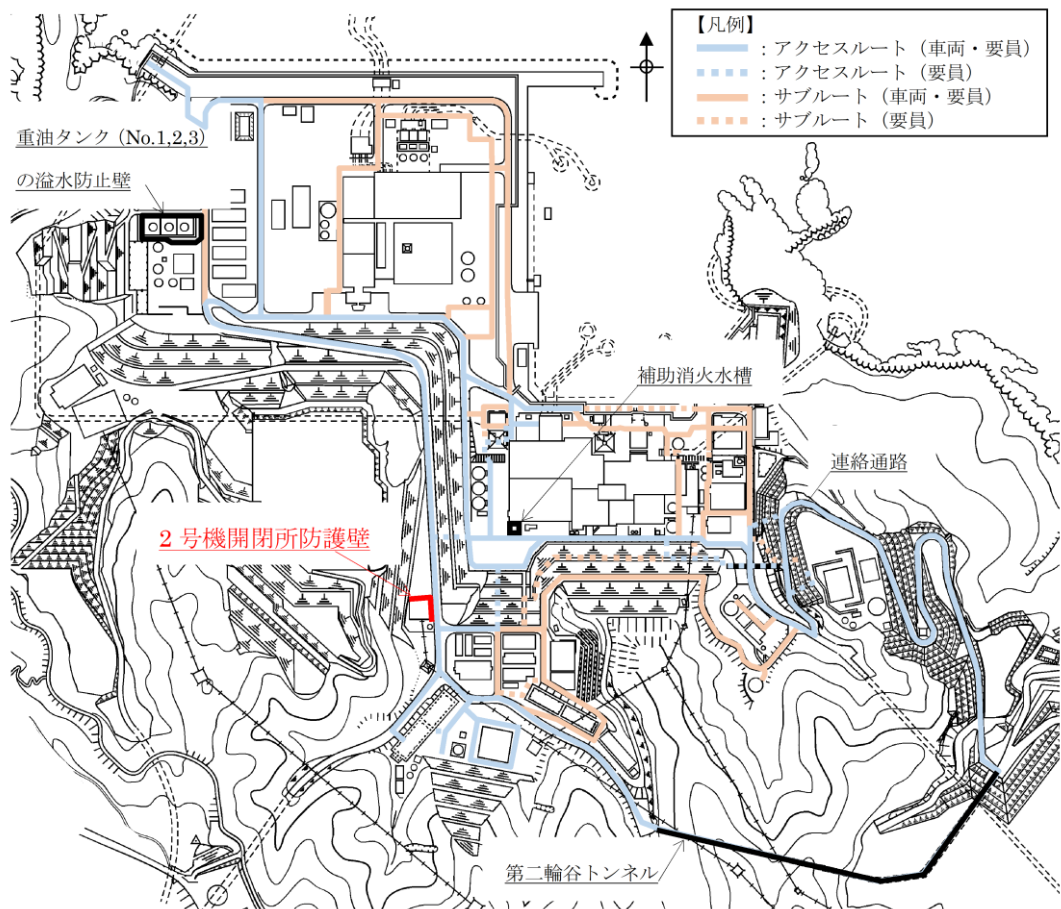 【凡例】
：アクセスルート（車両・要員）
：アクセスルート（要員）
：サブルート（車両・要員）
：サブルート（要員）
重油タンク（No.1,2,3）
の溢水防止壁
補助消火水槽
連絡通路
2 号機開閉所防護壁
第二輪谷トンネル